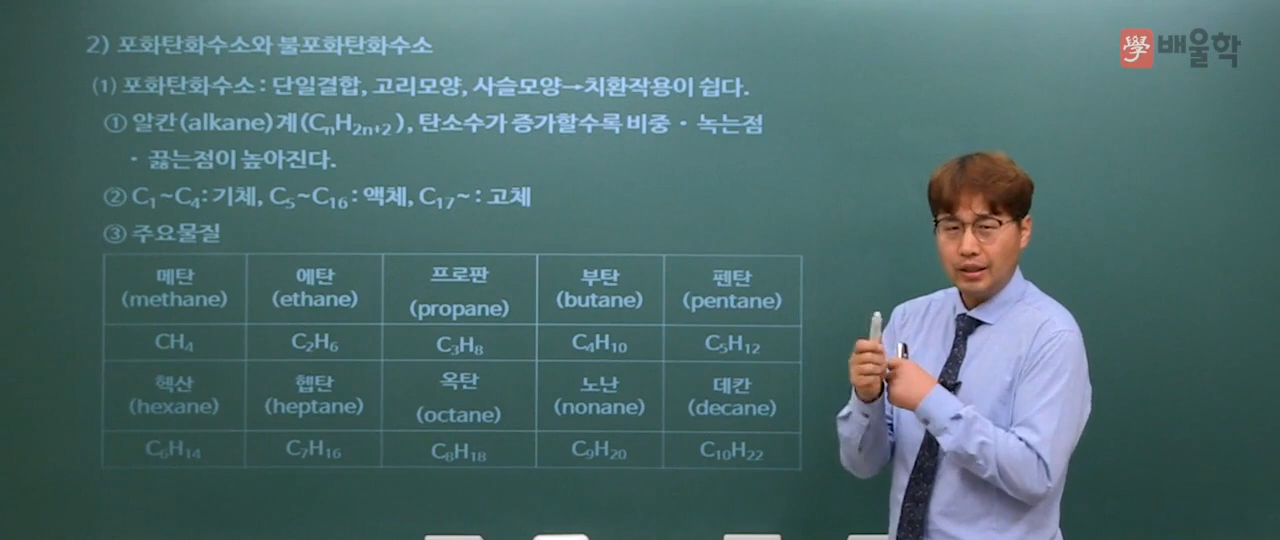 2) 포화탄화수소와 불포화탄화수소
學 배울학
(1) 포화탄화수소 : 단일결합, 고리모양, 사슬모양→치환작용이 쉽다.
① 알칸(alkane)계(CnH2n+2), 탄소수가 증가할수록 비중 · 녹는점
· 끓는점이 높아진다.
② C1~C4 : 기체, C5~C16 : 액체, C17~ : 고체
③ 주요물질
메탄 에탄 프로판 부탄 펜탄
(methane) (ethane) (propane) (butane) (pentane)
CH4 C2H6 C3H8 C4H10 C5H12
헥산 헵탄 옥탄 노난 데칸
(hexane) (heptane) (octane) (nonane) (decane)
C6H14 C7H16 C8H18 C9H20 C10H22